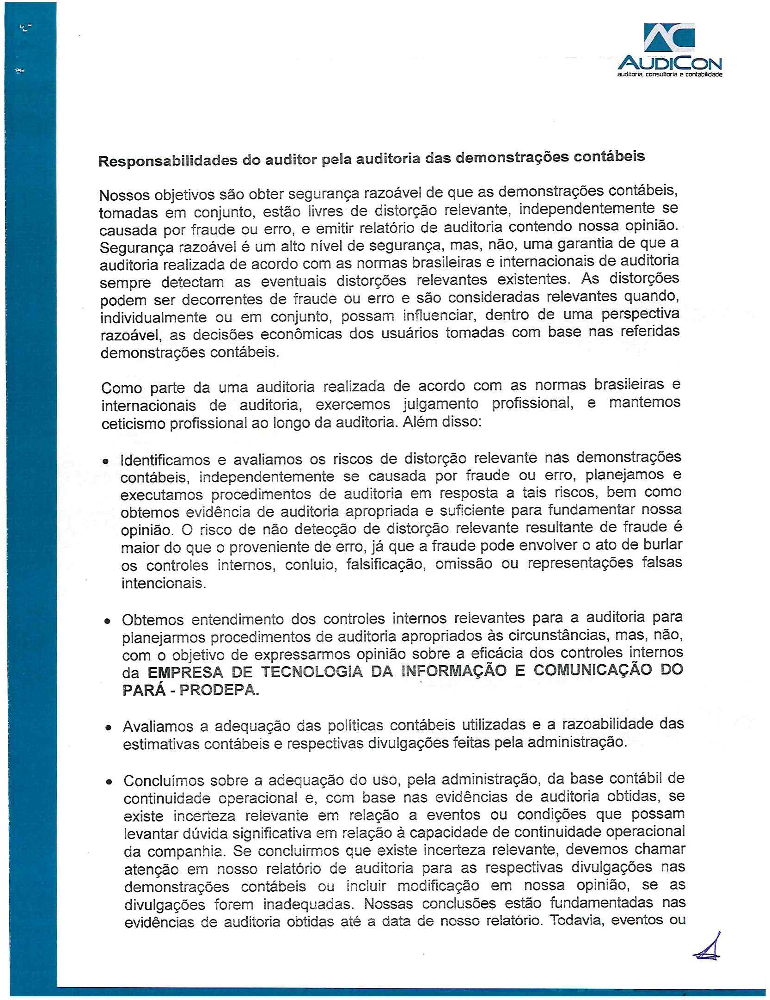 AC
AUDICON
auditoria, consultoria e contabilidade
Responsabilidades do auditor pela auditoria das demonstrações contábeis
Nossos objetivos são obter segurança razoável de que as demonstrações contábeis,
tomadas em conjunto, estão livres de distorção relevante, independentemente se
causada por fraude ou erro, e emitir relatório de auditoria contendo nossa opinião.
Segurança razoável é um alto nível de segurança, mas, não, uma garantia de que a
auditoria realizada de acordo com as normas brasileiras e internacionais de auditoria
sempre detectam as eventuais distorções relevantes existentes. As distorções
podem ser decorrentes de fraude ou erro e são consideradas relevantes quando,
individualmente ou em conjunto, possam influenciar, dentro de uma perspectiva
razoável, as decisões econômicas dos usuários tomadas com base nas referidas
demonstrações contábeis.
Como parte da uma auditoria realizada de acordo com as normas brasileiras e
internacionais de auditoria, exercemos julgamento profissional, e mantemos
ceticismo profissional ao longo da auditoria. Além disso:
• Identificamos e avaliamos os riscos de distorção relevante nas demonstrações
contábeis, independentemente se causada por fraude ou erro, planejamos e
executamos procedimentos de auditoria em resposta a tais riscos, bem como
obtemos evidência de auditoria apropriada e suficiente para fundamentar nossa
opinião. O risco de não detecção de distorção relevante resultante de fraude é
maior do que o proveniente de erro, já que a fraude pode envolver o ato de burlar
os controles internos, conluio, falsificação, omissão ou representações falsas
intencionais.
• Obtemos entendimento dos controles internos relevantes para a auditoria para
planejarmos procedimentos de auditoria apropriados às circunstâncias, mas, não,
com o objetivo de expressarmos opinião sobre a eficácia dos controles internos
da EMPRESA DE TECNOLOGIA DA INFORMAÇÃO E COMUNICAÇÃO DO
PARÁ - PRODEPA.
• Avaliamos a adequação das políticas contábeis utilizadas e a razoabilidade das
estimativas contábeis e respectivas divulgações feitas pela administração.
• Concluímos sobre a adequação do uso, pela administração, da base contábil de
continuidade operacional e, com base nas evidências de auditoria obtidas, se
existe incerteza relevante em relação a eventos ou condições que possam
levantar dúvida significativa em relação à capacidade de continuidade operacional
da companhia. Se concluirmos que existe incerteza relevante, devemos chamar
atenção em nosso relatório de auditoria para as respectivas divulgações nas
demonstrações contábeis ou incluir modificação em nossa opinião, se as
divulgações forem inadequadas. Nossas conclusões estão fundamentadas nas
evidências de auditoria obtidas até a data de nosso relatório. Todavia, eventos ou